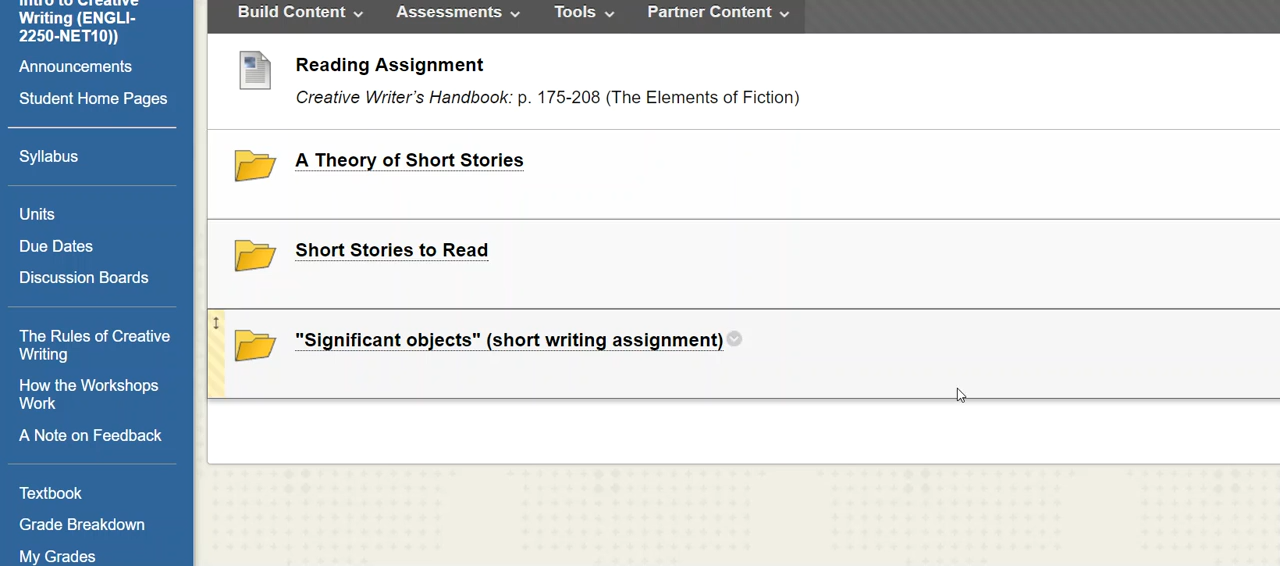 Intro to Creative
Writing (ENGLI-
2250-NET10))
Announcements
Student Home Pages
Syllabus
Units
Due Dates
Discussion Boards
The Rules of Creative
Writing
How the Workshops
Work
A Note on Feedback
Textbook
Grade Breakdown
My Grades
Build Content Assessments Tools Partner Content
Reading Assignment
Creative Writer's Handbook: p. 175-208 (The Elements of Fiction)
A Theory of Short Stories
Short Stories to Read
"Significant objects" (short writing assignment)